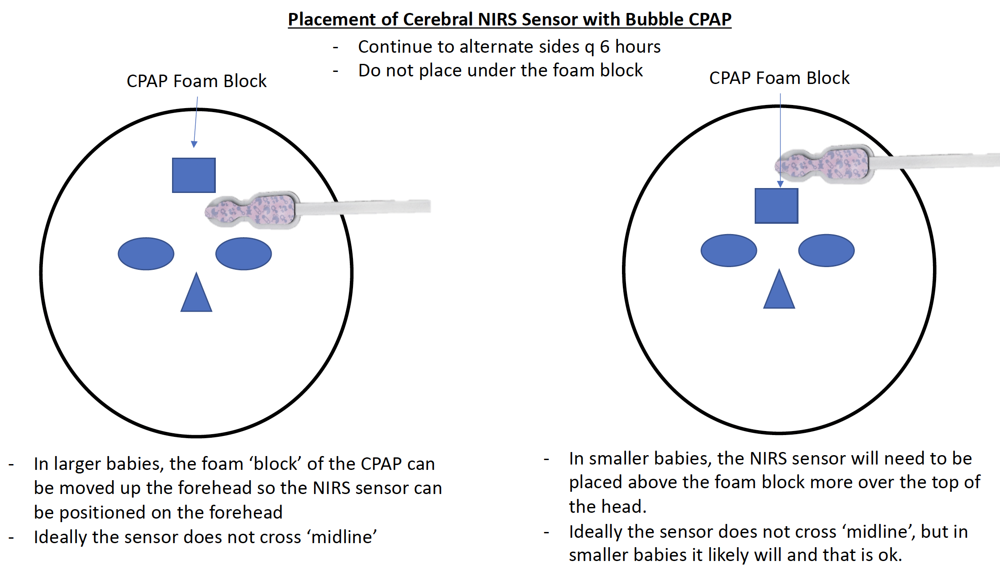 Placement of Cerebral NIRS Sensor with Bubble CPAP
- Continue to alternate sides q 6 hours
- Do not place under the foam block
CPAP Foam Block
CPAP Foam Block
- In larger babies, the foam ‘block’ of the CPAP can
be moved up the forehead so the NIRS sensor can
be positioned on the forehead
- Ideally the sensor does not cross ‘midline’
- In smaller babies, the NIRS sensor will need to be
placed above the foam block more over the top of
the head.
- Ideally the sensor does not cross ‘midline’, but in
smaller babies it likely will and that is ok.